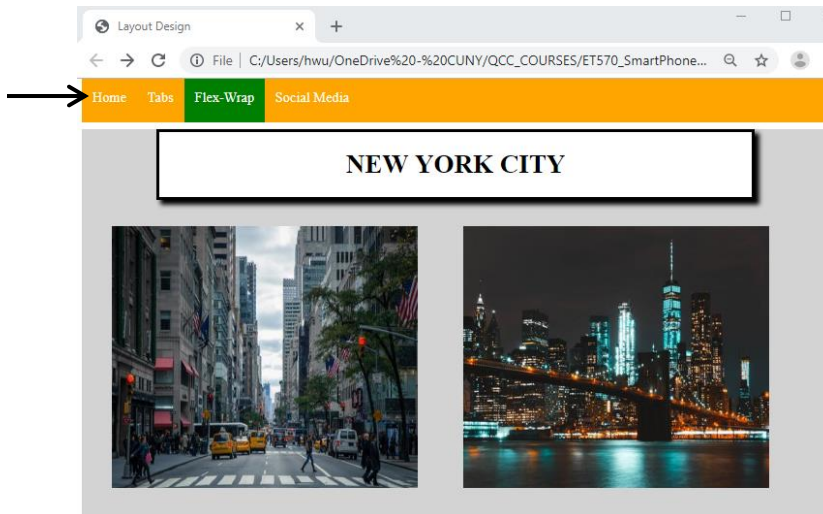 Layout Design
File | C:/Users/hwu/OneDrive%20-%20CUNY/QCC_COURSES/ET570_SmartPhone...
Home Tabs Flex-Wrap Social Media
NEW YORK CITY